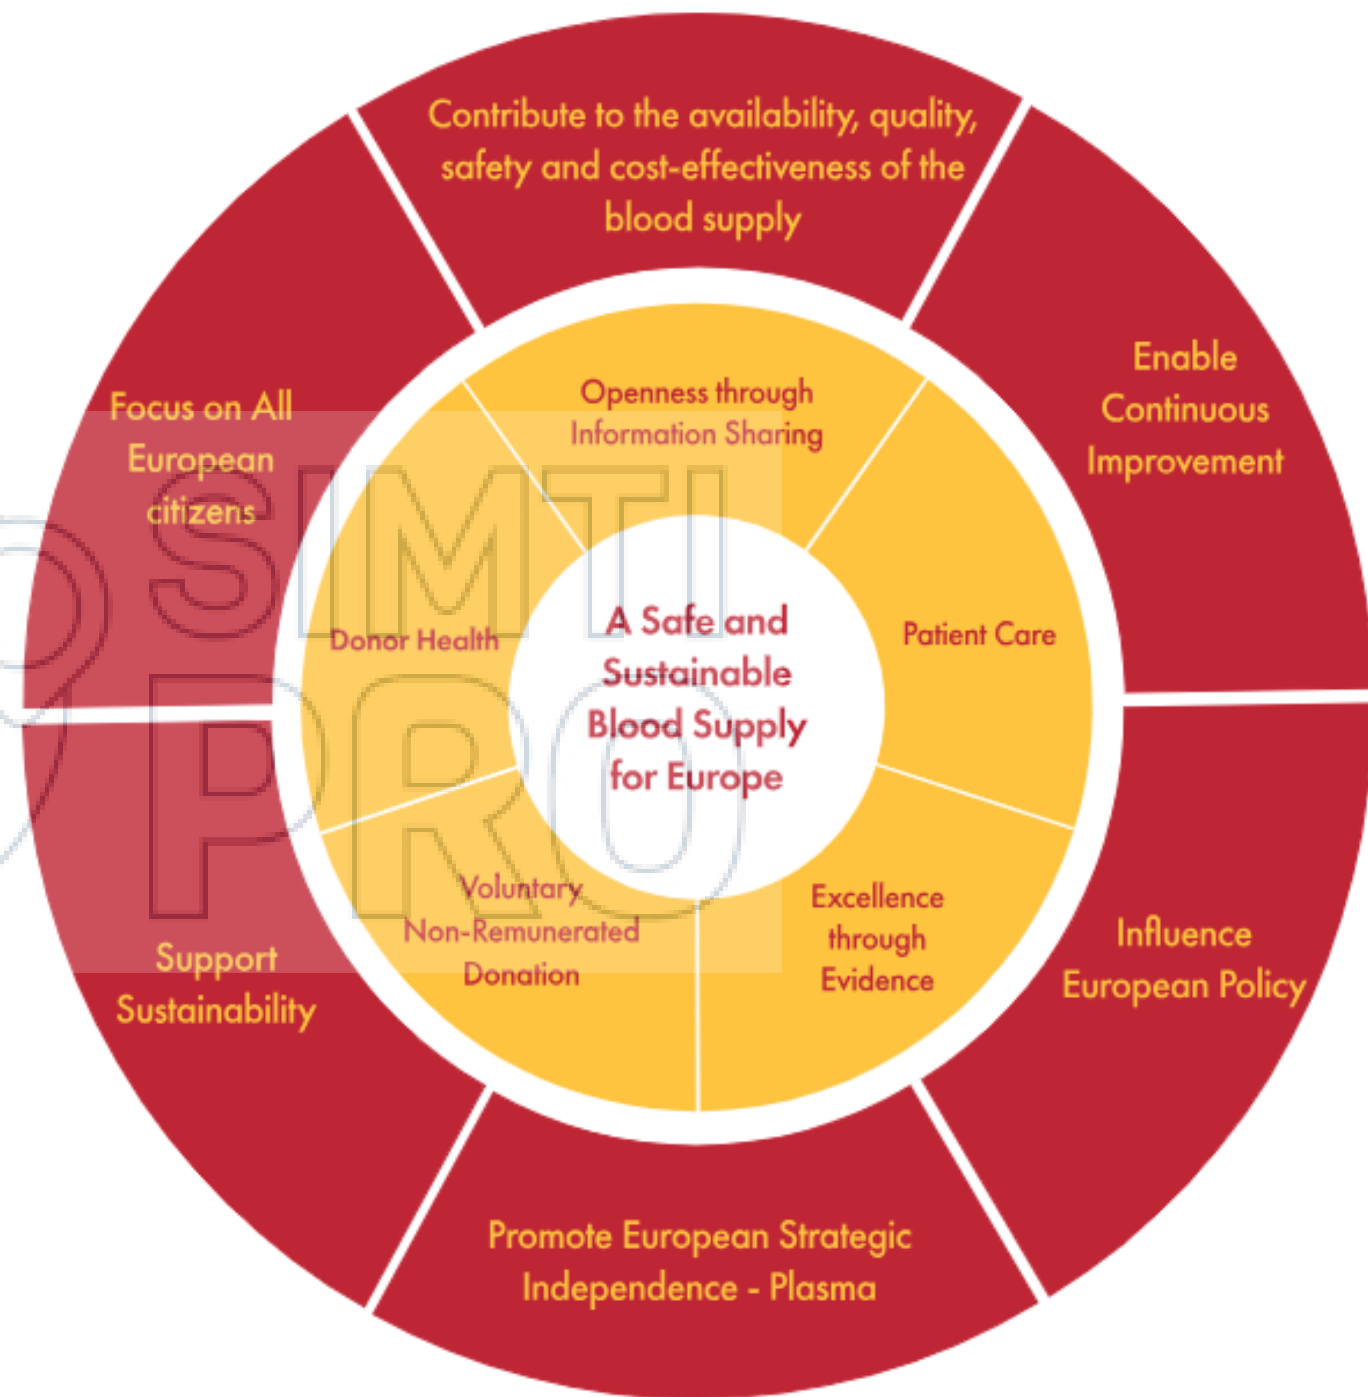 Contribute to the availability, quality,
safety and cost-effectiveness of the
blood supply
Enable
Continuous
Improvement
Influence
European Policy
Promote European Strategic
Independence - Plasma
Support
Sustainability
Focus on All
European
citizens
Openness through
Information Sharing
Patient Care
Excellence
through
Evidence
Voluntary
Non-Remunerated
Donation
Donor Health
A Safe and
Sustainable
Blood Supply
for Europe
SIMTI
PRO